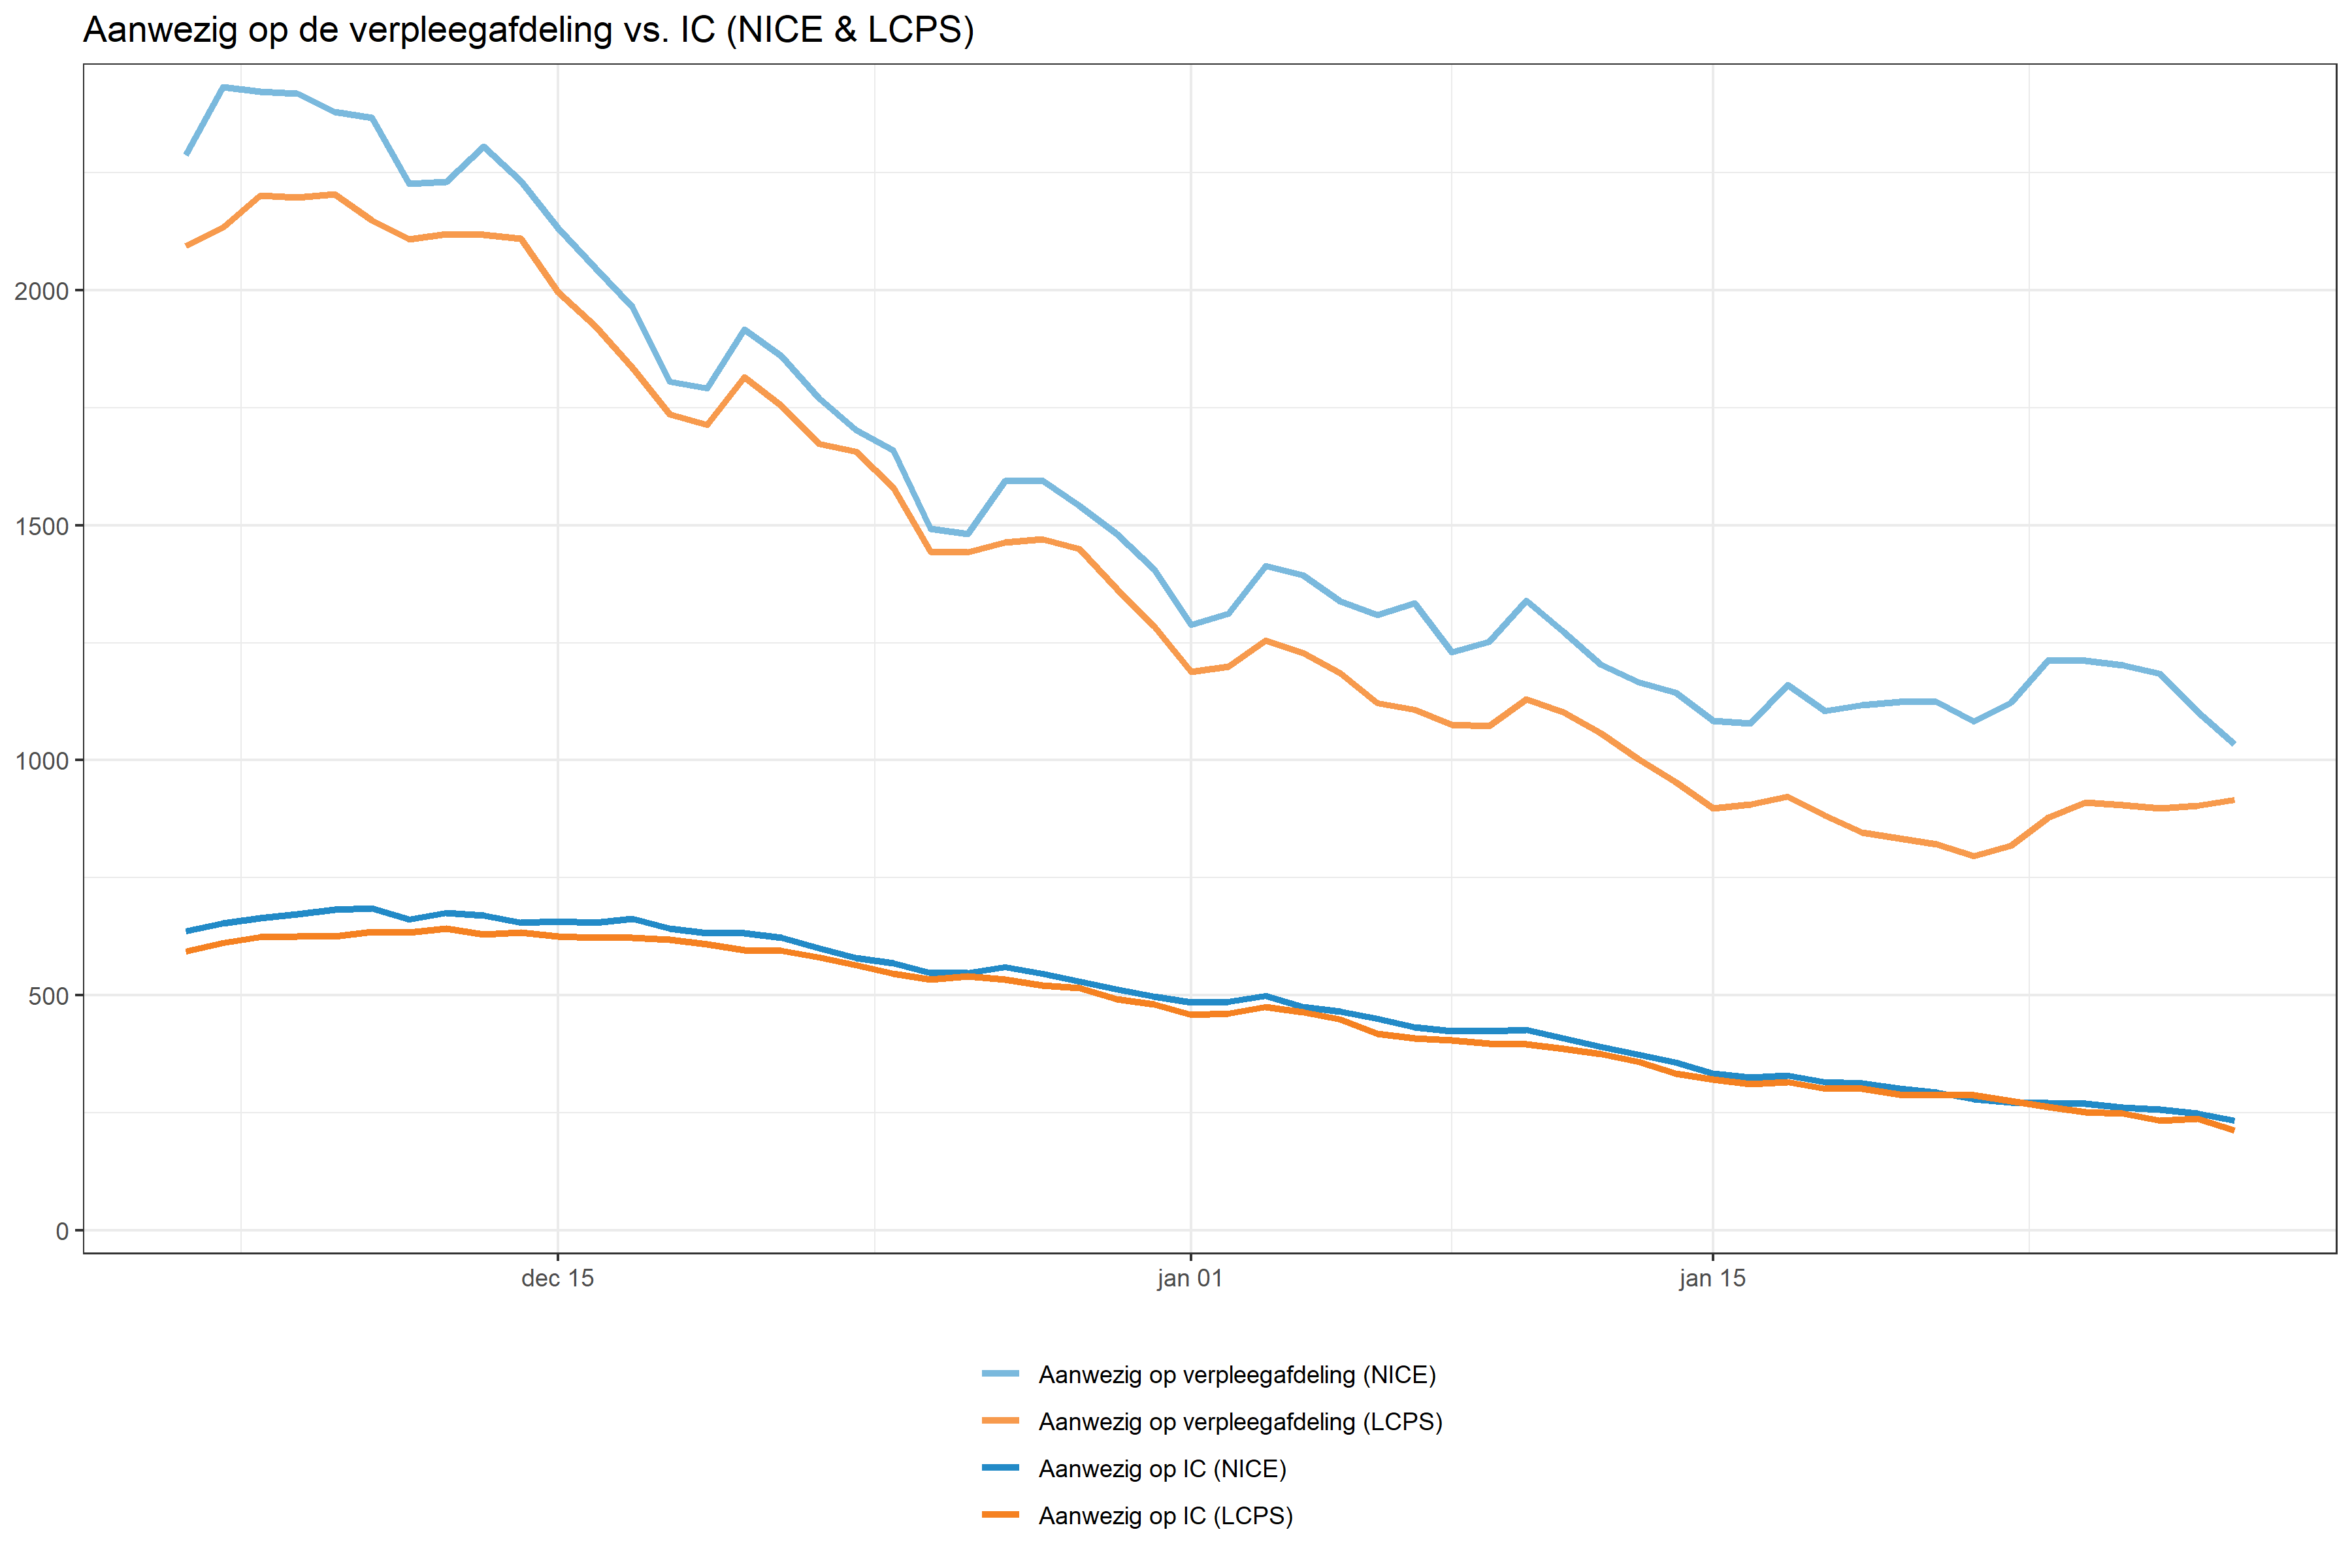 Aanwezig op de verpleegafdeling vs. IC (NICE & LCPS)
2000
1500
1000
500
0
dec 15
jan 01
jan 15
Aanwezig op verpleegafdeling (NICE)
Aanwezig op verpleegafdeling (LCPS)
Aanwezig op IC (NICE)
Aanwezig op IC (LCPS)